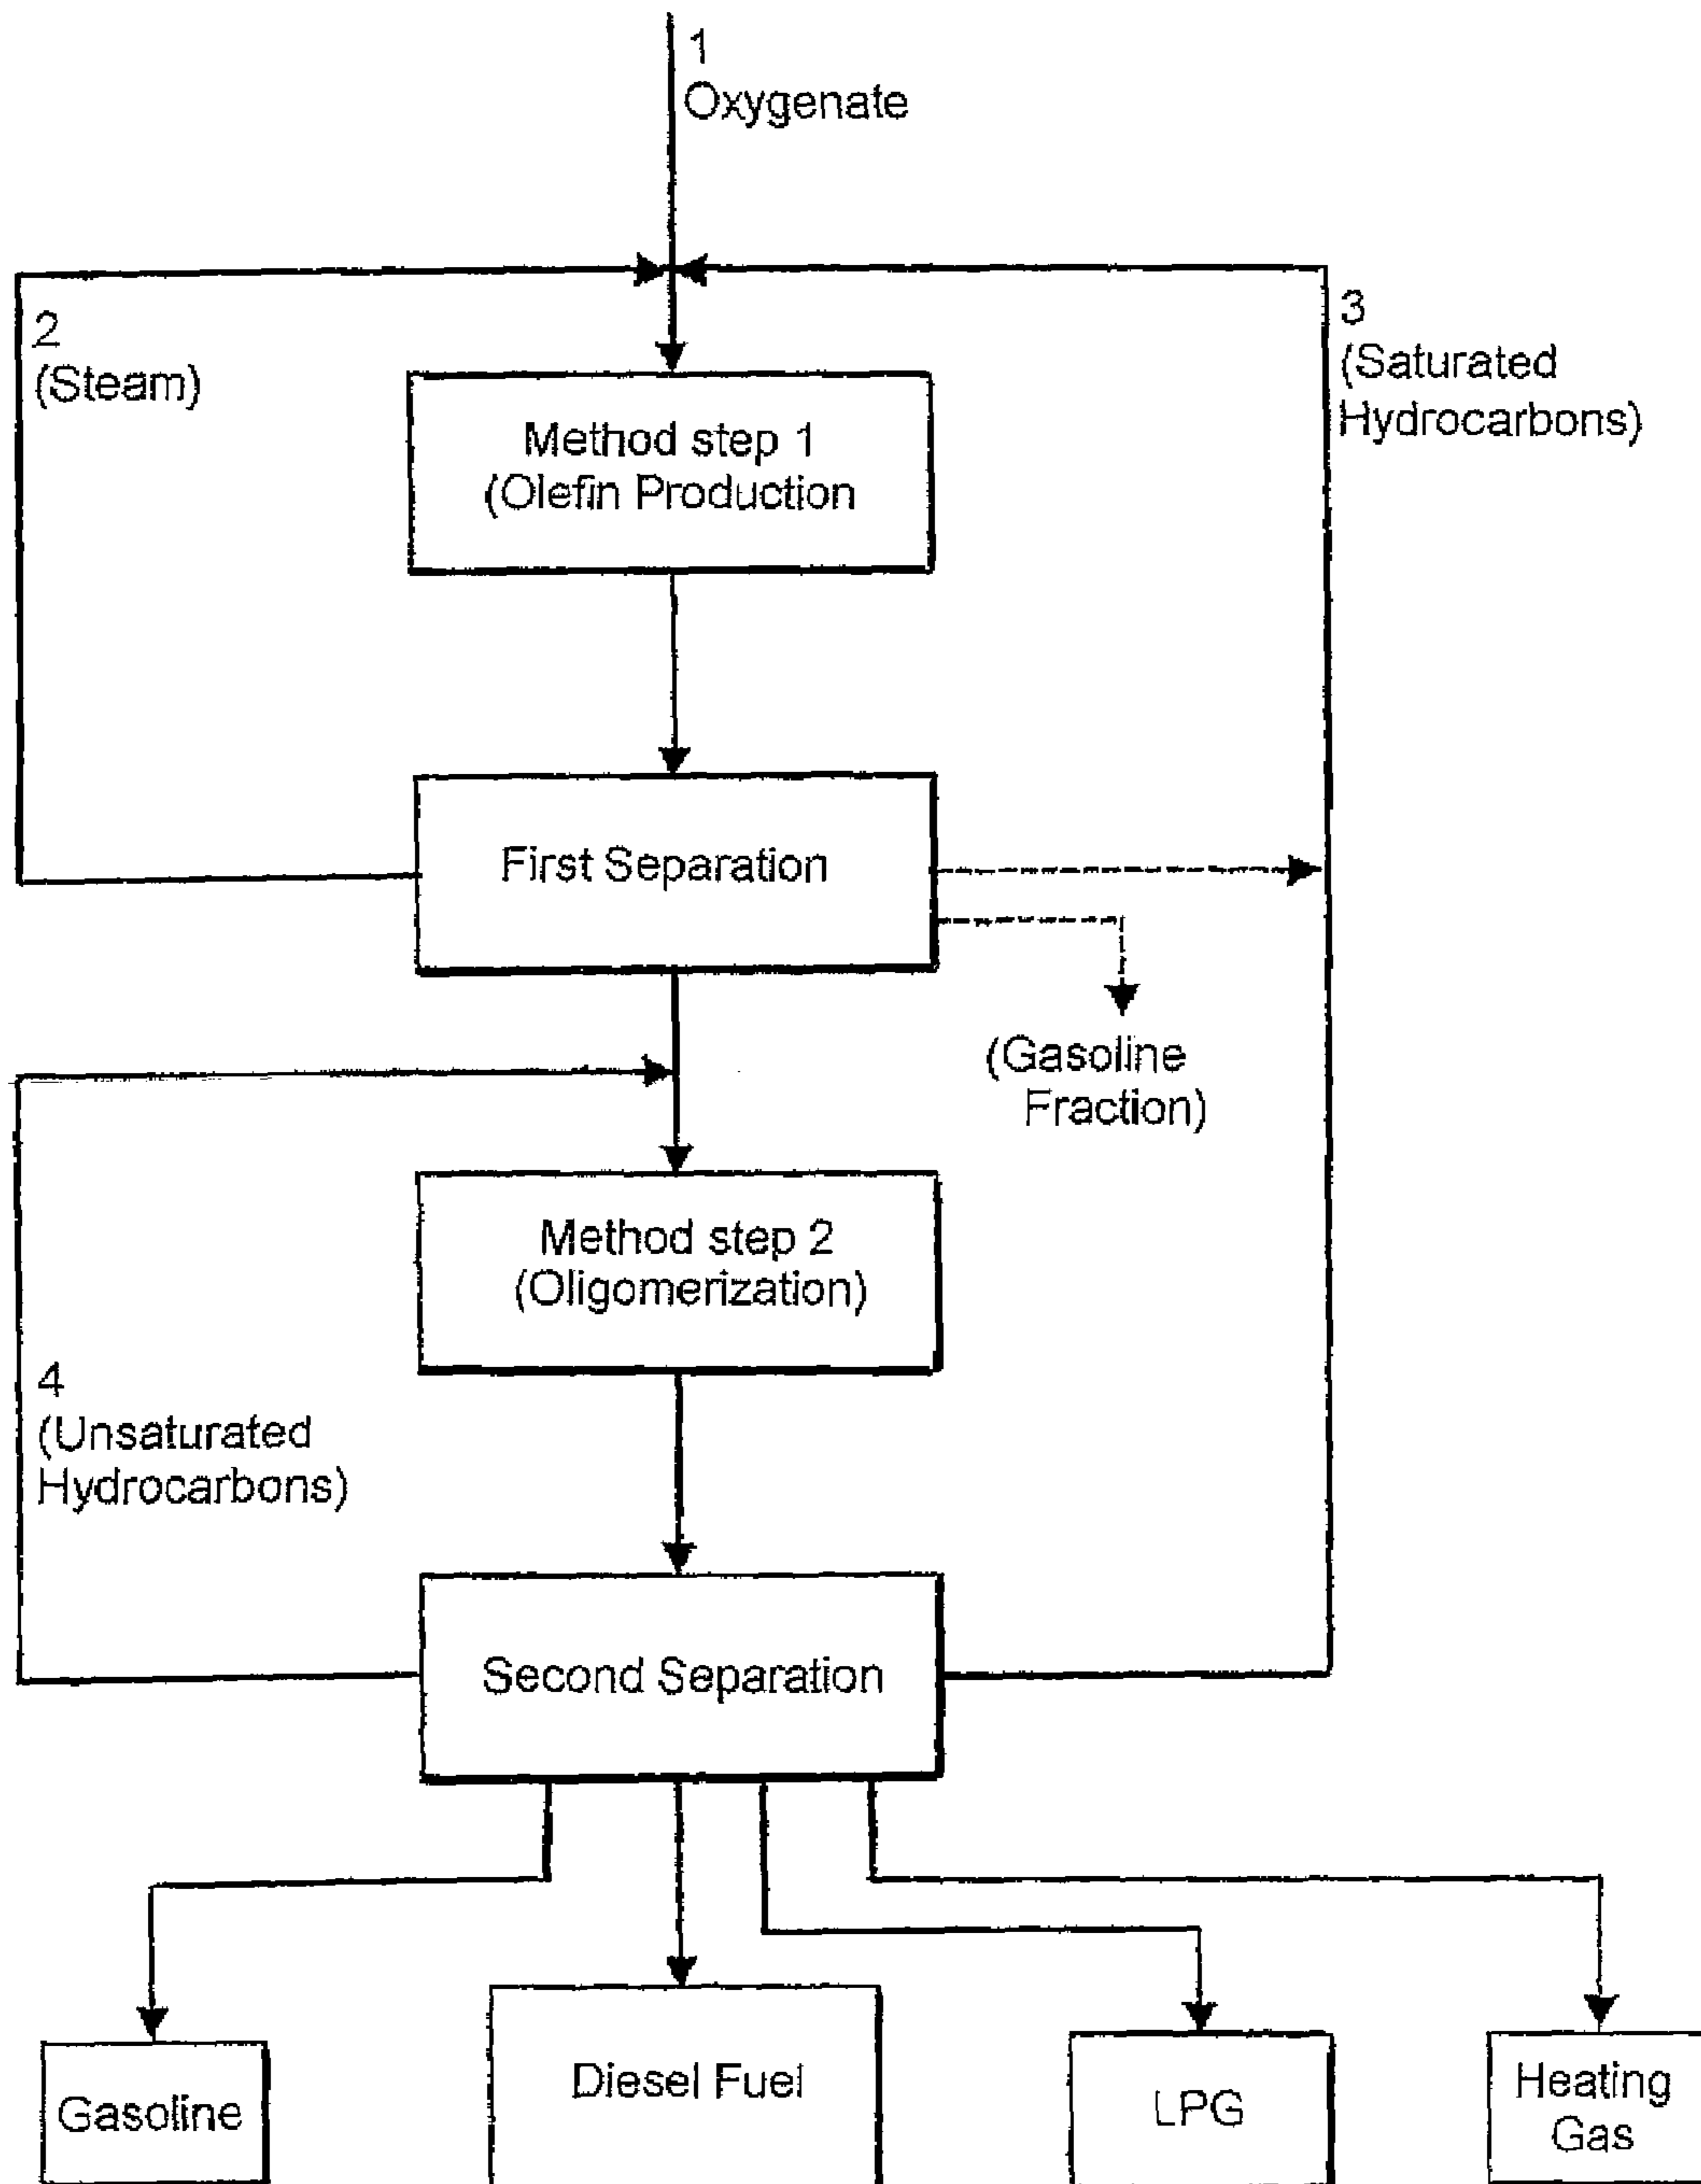 1
Oxygenate
2
(Steam)
3
(Saturated
Hydrocarbons)
Method step 1
(Olefin Production
First Separation
(Gasoline
Fraction)
Method step 2
(Oligomerization)
4
(Unsaturated
Hydrocarbons)
Second Separation
Gasoline
Diesel Fuel
LPG
Heating
Gas